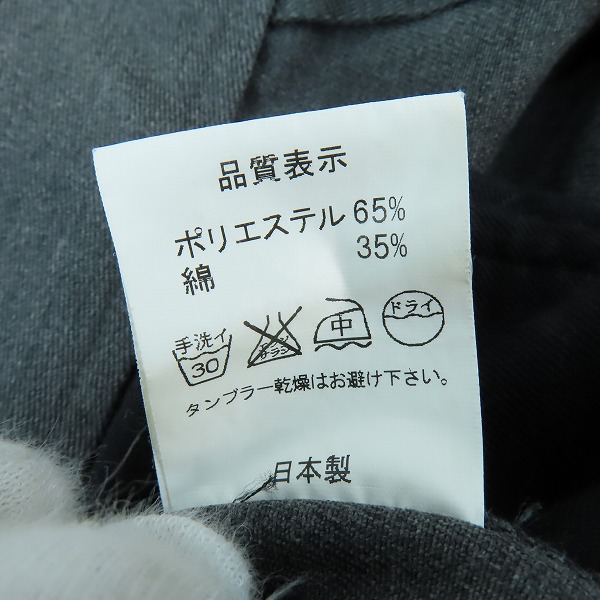 品質表示
ポリエステル 65%
綿 35%
手洗イ 30 中 ドライ
タンブラー乾燥はお避け下さい。
日本製